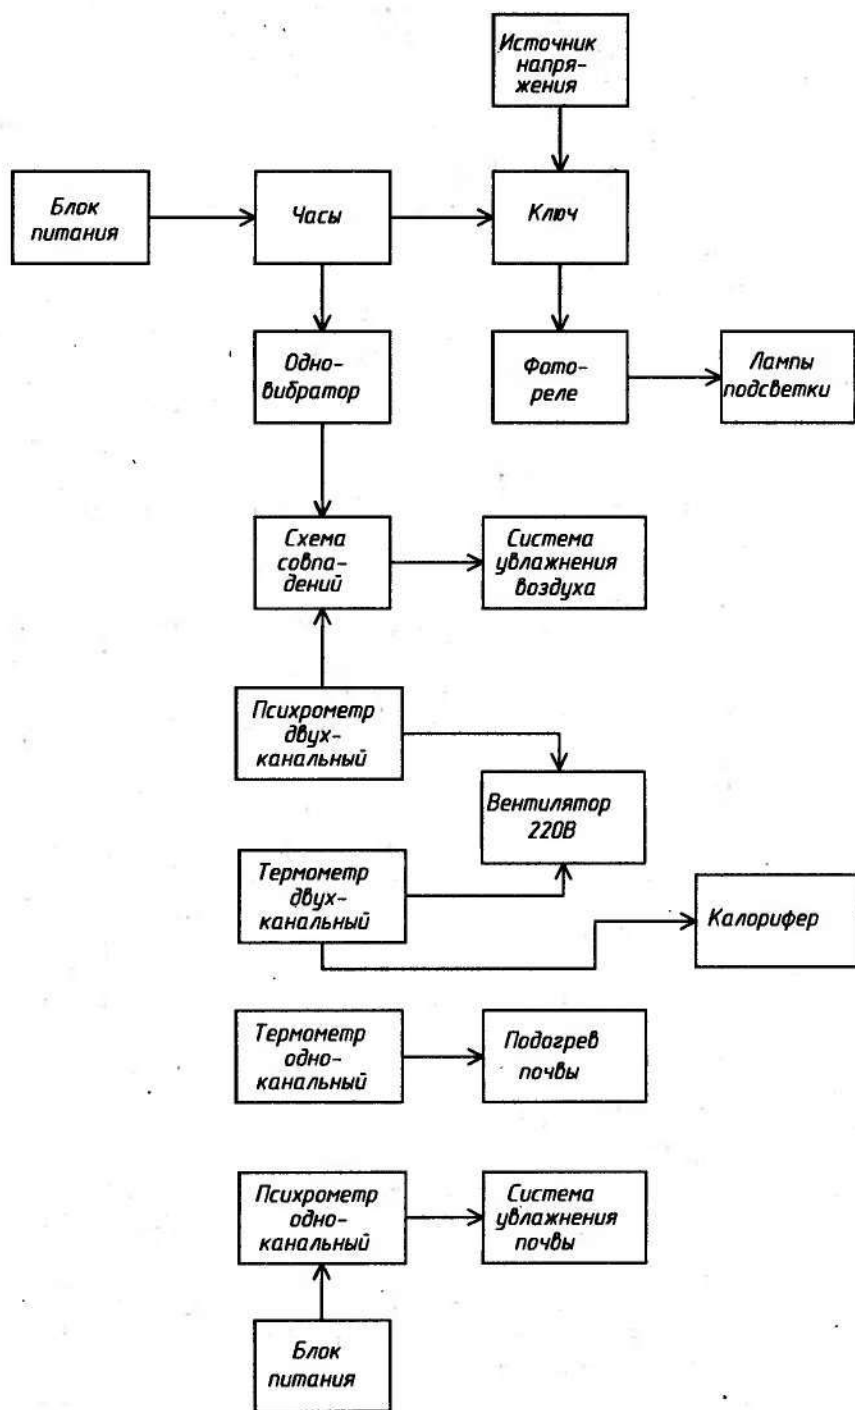 Источник
напря-
жения
Блок
питания
Часы
Ключ
Одно-
вибратор
Фото-
реле
Лампы
подсветки
Схема
совпа-
дений
Система
увлажнения
воздуха
Психрометр
двух-
канальный
Вентилятор
220В
Термометр
двух-
канальный
Калорифер
Термометр
одно-
канальный
Подогрев
почвы
Психрометр
одно-
канальный
Система
увлажнения
почвы
Блок
питания